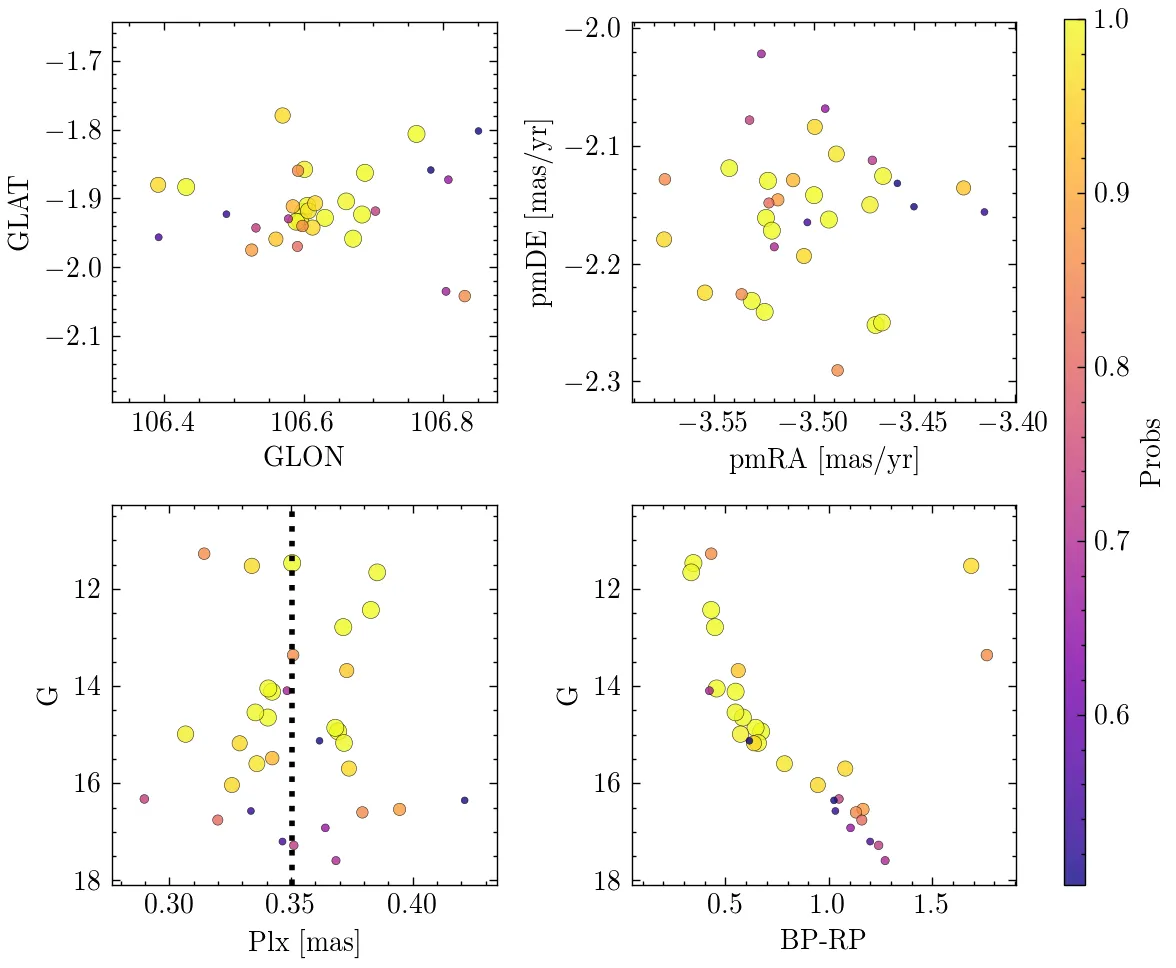 −1.7
−1.8
−1.9
−2.0
−2.1
GLAT
106.4 106.6 106.8
GLON
−2.0
−2.1
−2.2
−2.3
pmDE [mas/yr]
−3.55 −3.50 −3.45 −3.40
pmRA [mas/yr]
12
14
16
18
G
0.30 0.35 0.40
Plx [mas]
12
14
16
18
G
0.5 1.0 1.5
BP-RP
1.0
0.9
0.8
0.7
0.6
Probs